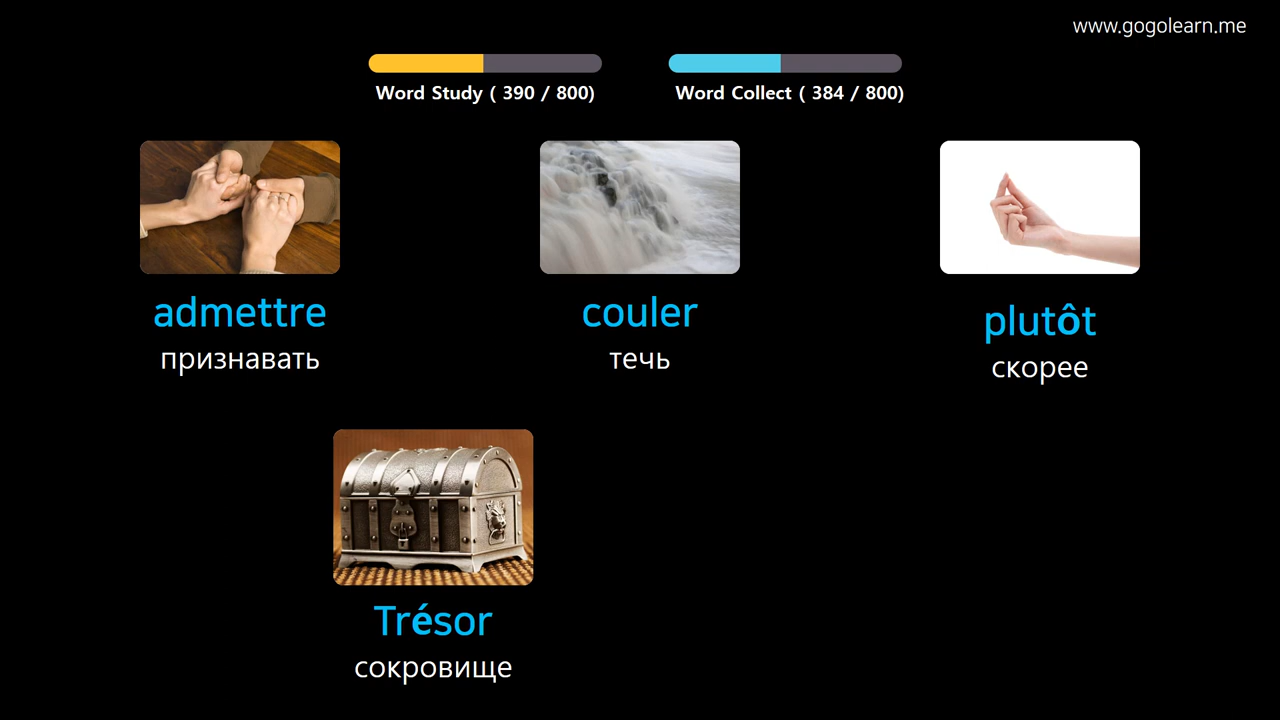 www.gogolearn.me
Word Study ( 390 / 800)
Word Collect ( 384 / 800)
admettre
признавать
couler
течь
plutôt
скорее
Trésor
сокровище